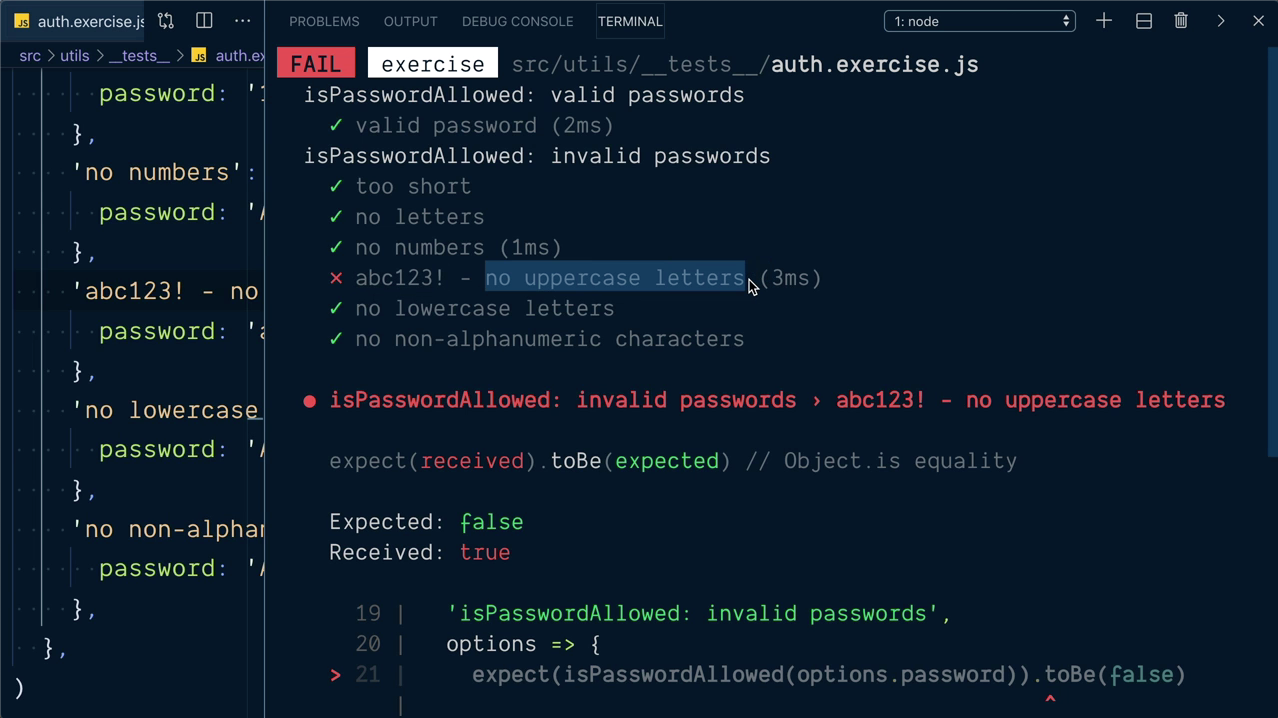 JS auth.exercise.js
src > utils > __tests__ > JS auth.ex
password: '1
},
'no numbers':
password: 'A
},
'abc123! - no
password: 'a
},
'no lowercase
password: 'A
},
'no non-alphan
password: 'A
},
},
)
PROBLEMS OUTPUT DEBUG CONSOLE TERMINAL 1: node
FAIL exercise src/utils/__tests__/auth.exercise.js
isPasswordAllowed: valid passwords
✓ valid password (2ms)
isPasswordAllowed: invalid passwords
✓ too short
✓ no letters
✓ no numbers (1ms)
✕ abc123! - no uppercase letters (3ms)
✓ no lowercase letters
✓ no non-alphanumeric characters
● isPasswordAllowed: invalid passwords › abc123! - no uppercase letters
expect(received).toBe(expected) // Object.is equality
Expected: false
Received: true
19 | 'isPasswordAllowed: invalid passwords',
20 | options => {
> 21 | expect(isPasswordAllowed(options.password)).toBe(false)
| ^